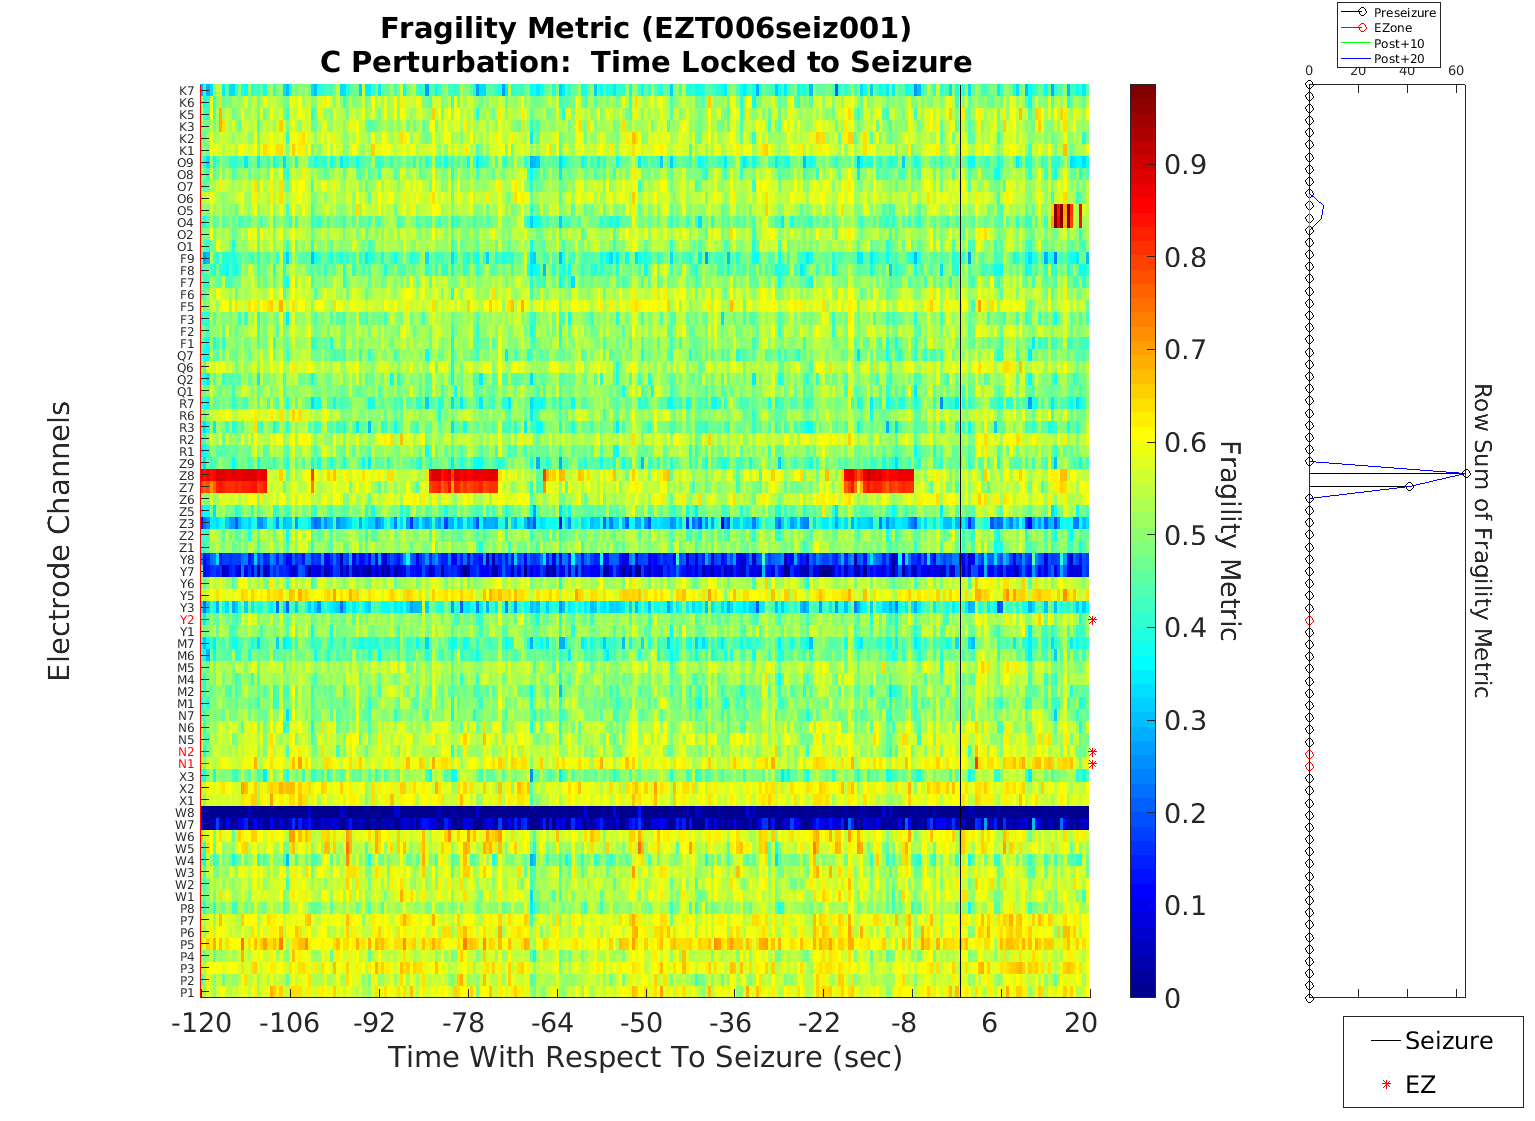 Fragility Metric (EZT006seiz001)
C Perturbation:  Time Locked to Seizure
Electrode Channels
K7
K6
K5
K3
K2
K1
O9
O8
O7
O6
O5
O4
O2
O1
F9
F8
F7
F6
F5
F3
F2
F1
Q7
Q6
Q2
Q1
R7
R6
R3
R2
R1
Z9
Z8
Z7
Z6
Z5
Z3
Z2
Z1
Y8
Y7
Y6
Y5
Y3
Y2
Y1
M7
M6
M5
M4
M2
M1
N7
N6
N5
N2
N1
X3
X2
X1
W8
W7
W6
W5
W4
W3
W2
W1
P8
P7
P6
P5
P4
P3
P2
P1
-120 -106 -92 -78 -64 -50 -36 -22 -8 6 20
Time With Respect To Seizure (sec)
0.9
0.8
0.7
0.6
0.5
0.4
0.3
0.2
0.1
0
Fragility Metric
Preseizure
EZone
Post+10
Post+20
0 20 40 60
Row Sum of Fragility Metric
Seizure
EZ